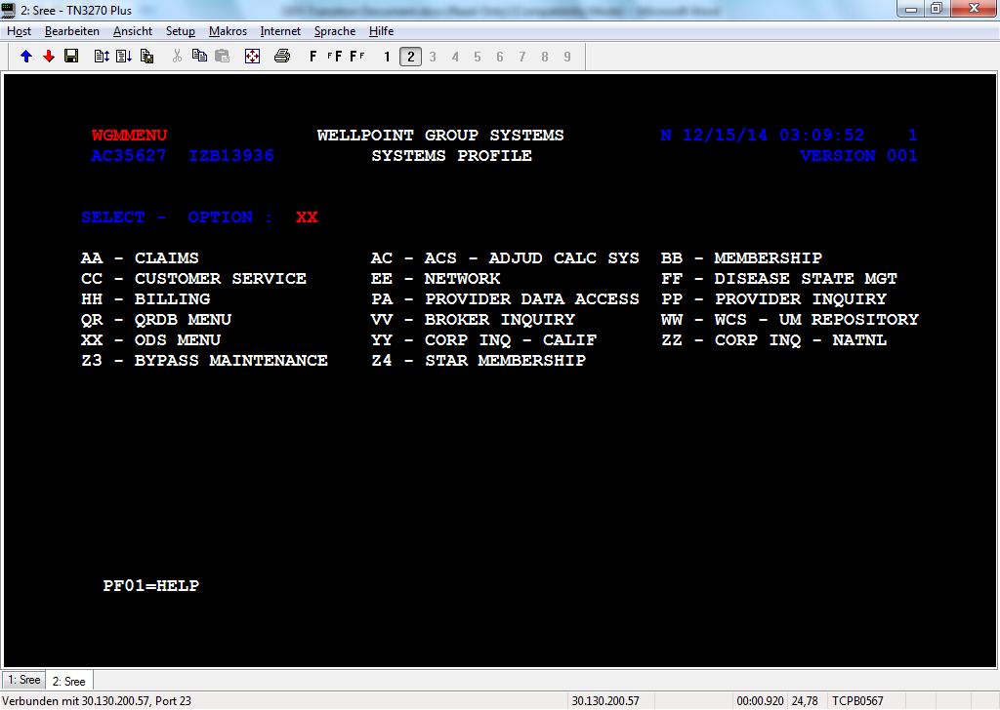 2: Sree - TN3270 Plus
Host Bearbeiten Ansicht Setup Makros Internet Sprache Hilfe
F FF FF 1 2 3 4 5 6 7 8 9
WGMMENU WELLPOINT GROUP SYSTEMS N 12/15/14 03:09:52 1
AC35627 IZB13936 SYSTEMS PROFILE VERSION 001
SELECT - OPTION : XX
AA - CLAIMS AC - ACS - ADJUD CALC SYS BB - MEMBERSHIP
CC - CUSTOMER SERVICE EE - NETWORK FF - DISEASE STATE MGT
HH - BILLING PA - PROVIDER DATA ACCESS PP - PROVIDER INQUIRY
QR - QRDB MENU VV - BROKER INQUIRY WW - WCS - UM REPOSITORY
XX - ODS MENU YY - CORP INQ - CALIF ZZ - CORP INQ - NATNL
Z3 - BYPASS MAINTENANCE Z4 - STAR MEMBERSHIP
PF01=HELP
1: Sree 2: Sree
Verbunden mit 30.130.200.57, Port 23 30.130.200.57 00:00.920 24,78 TCPB0567